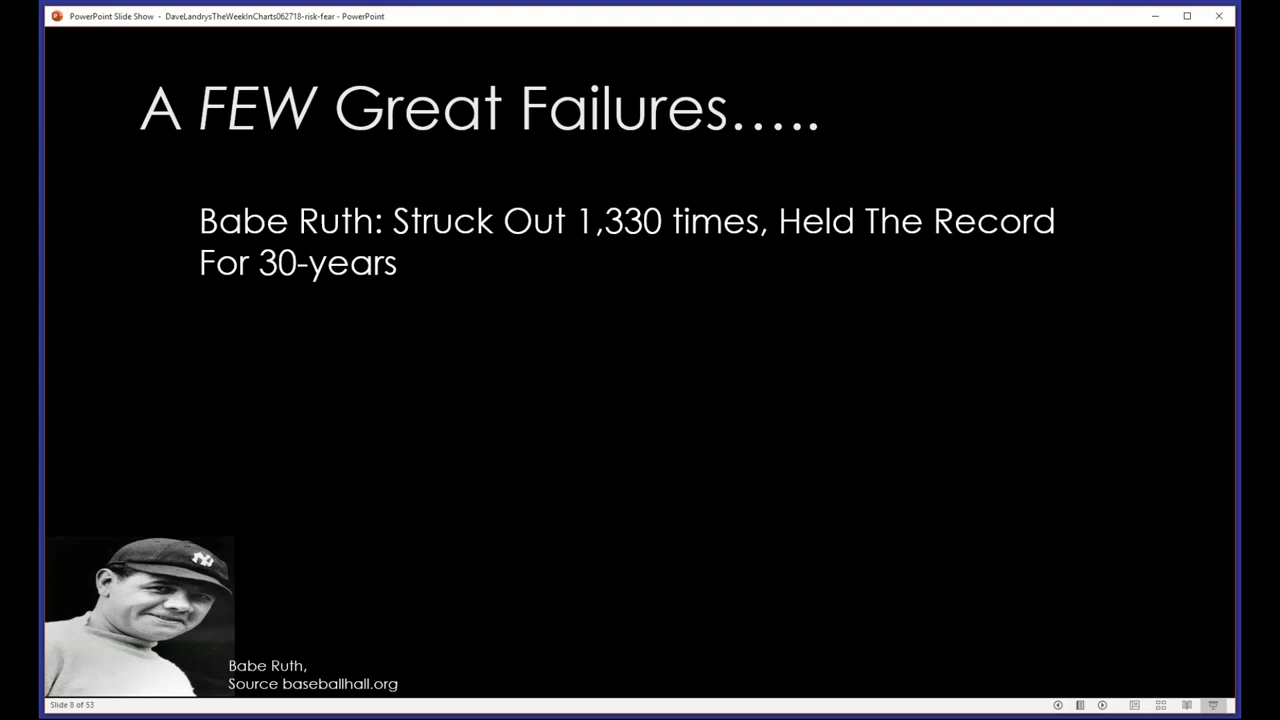 PowerPoint Slide Show - DaveLandrysTheWeekInCharts062718-risk-fear - PowerPoint
A FEW Great Failures.....
Babe Ruth: Struck Out 1,330 times, Held The Record
For 30-years
NY
Babe Ruth,
Source baseballhall.org
Slide 8 of 53